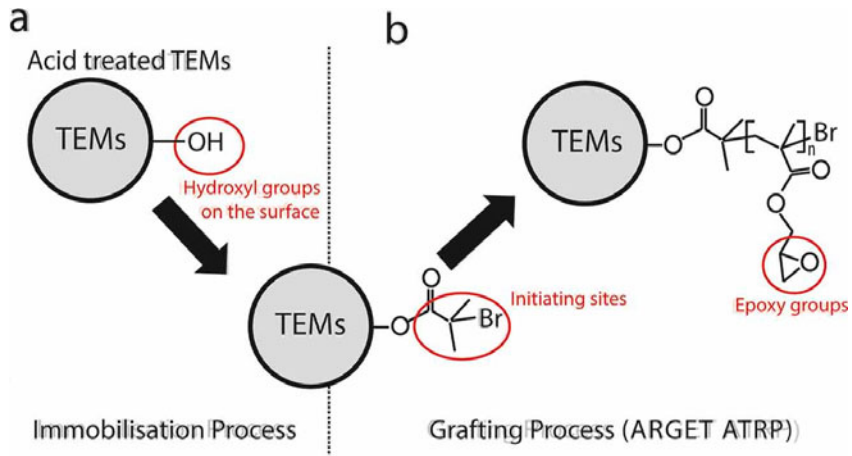 a
Acid treated TEMs
TEMs
OH
Hydroxyl groups
on the surface
TEMs
O
O
Br
Initiating sites
Immobilisation Process
b
TEMs
O
O
Br
n
O
O
O
Epoxy groups
Grafting Process (ARGET ATRP)